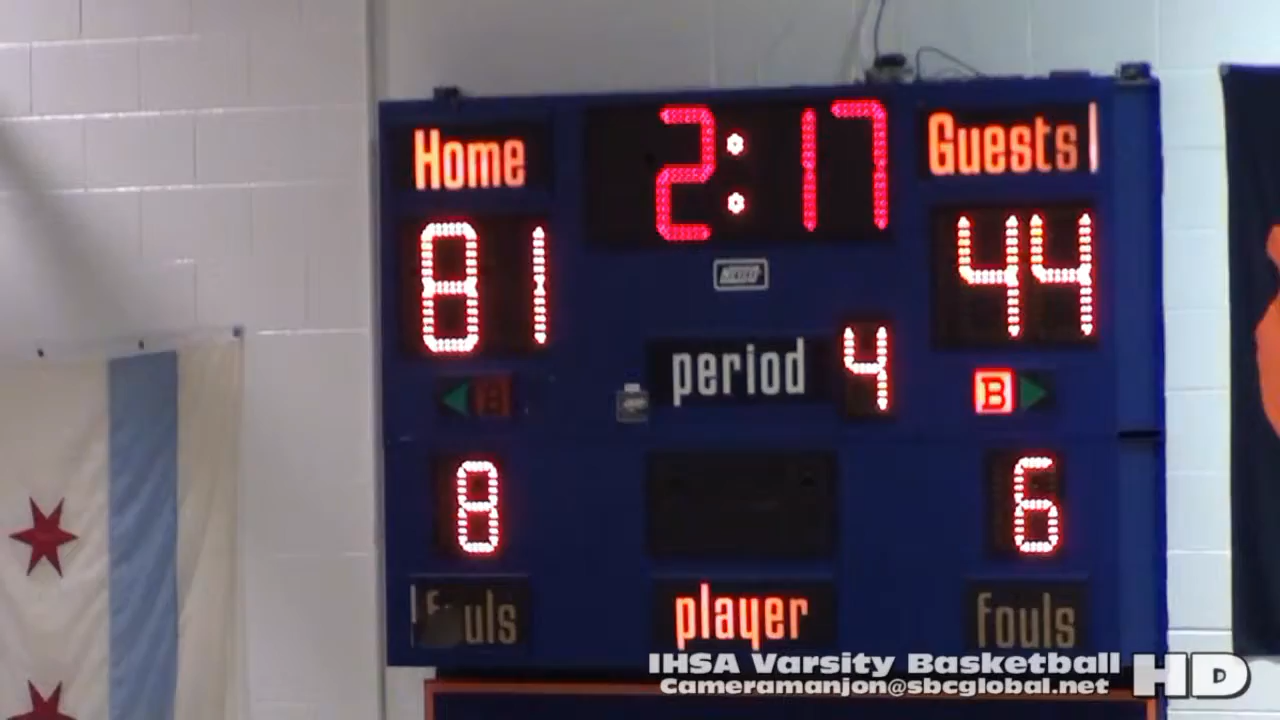 Home
2:17
Guests
81
44
period 4
B
B
8
6
fouls
player
fouls
IHSA Varsity Basketball HD
Cameramanjon@sbcglobal.net